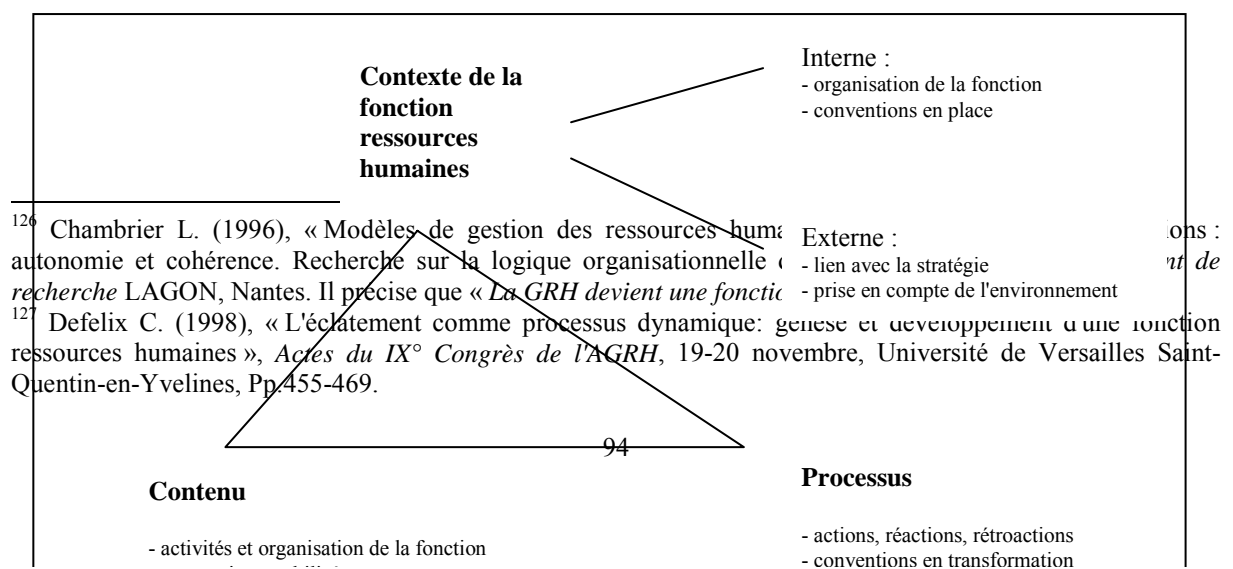 Contexte de la
fonction
ressources
humaines
Interne :
- organisation de la fonction
- conventions en place
Externe :
- lien avec la stratégie
- prise en compte de l'environnement
126 Chambrier L. (1996), « Modèles de gestion des ressources :
autonomie et cohérence. Recherche sur la logique organisationnelle de
recherche LAGON, Nantes. Il précise que « La GRH devient une
127 Defelix C. (1998), « L'éclatement comme processus dynamique: genèse et développement d'une fonction
ressources humaines », Actes du IX° Congrès de l'AGRH, 19-20 novembre, Université de Versailles Saint-
Quentin-en-Yvelines, Pp.455-469.
94
Contenu
- activités et organisation de la fonction
Processus
- actions, réactions, rétroactions
- conventions en transformation